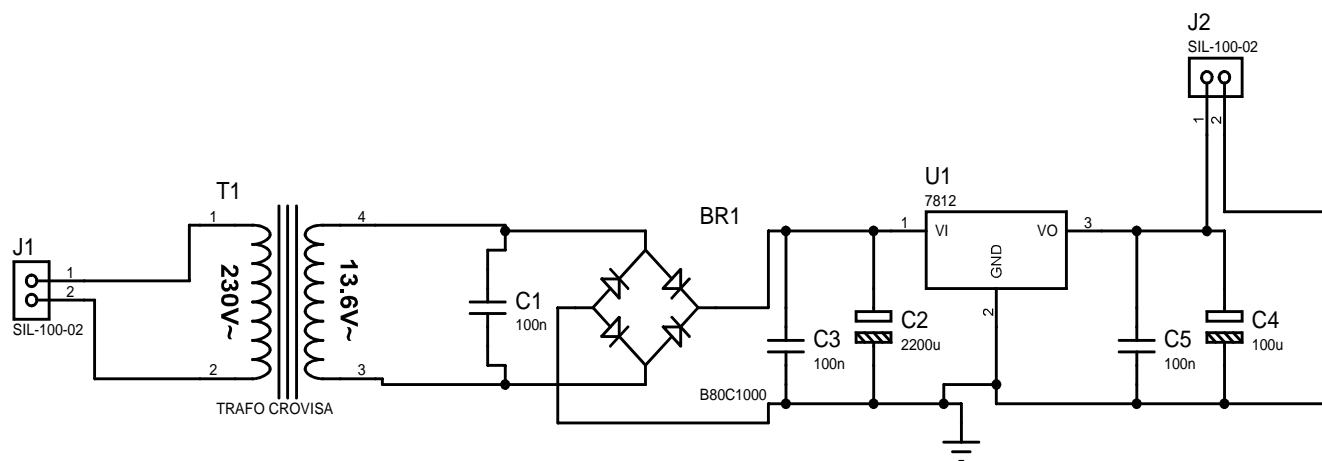 J2
SIL-100-02
1
2
T1
1
2
230V~
13.6V~
4
3
TRAFO CROVISA
J1
1
2
SIL-100-02
C1
100n
BR1
B80C1000
C3
100n
C2
2200u
U1
7812
1
VI
VO
3
GND
2
C5
100n
C4
100u